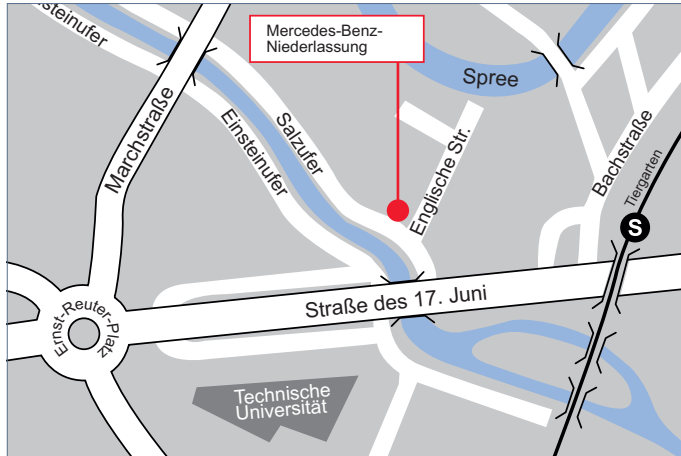 Mercedes-Benz-
Niederlassung
Einsteinufer
Spree
Marchstraße
Salzufer
Einsteinufer
Englische Str.
Bachstraße
Tiergarten
S
Straße des 17. Juni
Ernst-Reuter-Platz
Technische
Universität